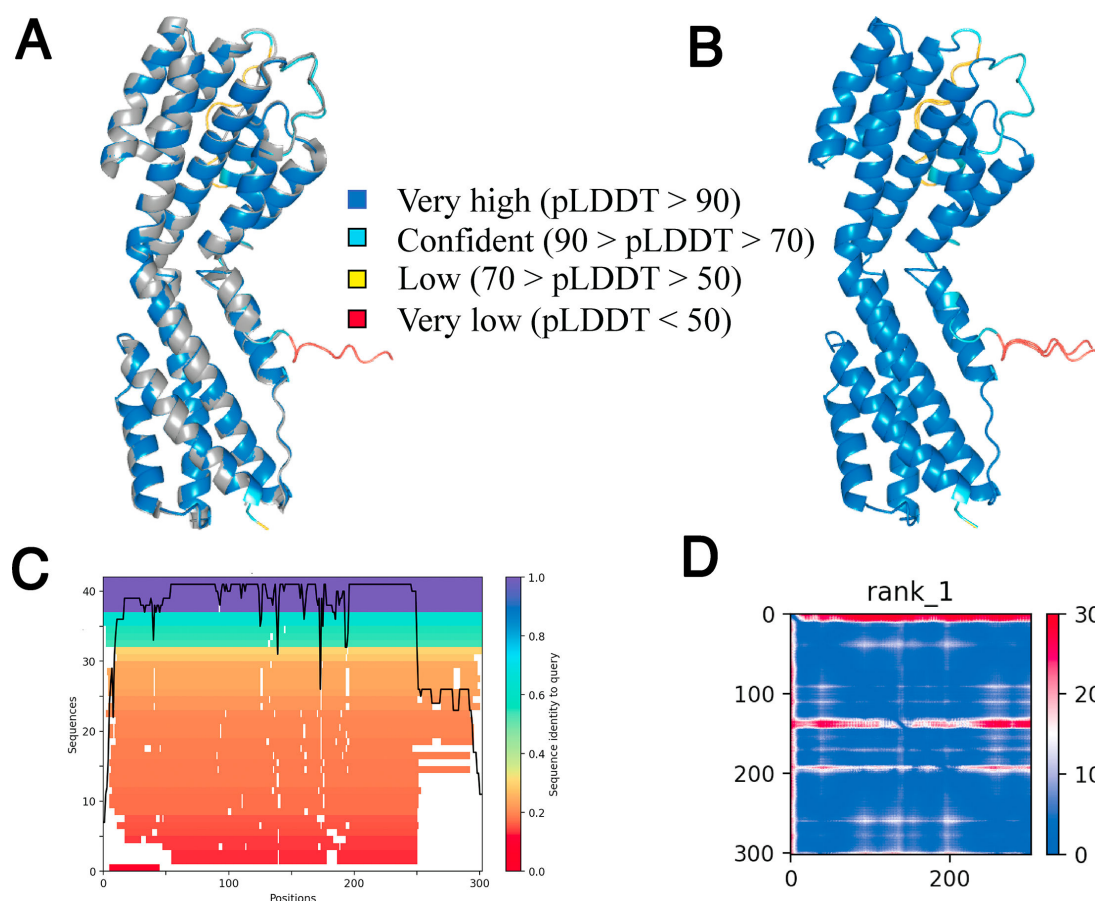 A
B
Very high (pLDDT > 90)
Confident (90 > pLDDT > 70)
Low (70 > pLDDT > 50)
Very low (pLDDT < 50)
C
40
30
20
10
0
Sequences
0
100
200
300
Positions
1.0
0.8
0.6
0.4
0.2
0.0
Sequence identity to query
D
rank_1
0
100
200
300
0
200
30
20
10
0